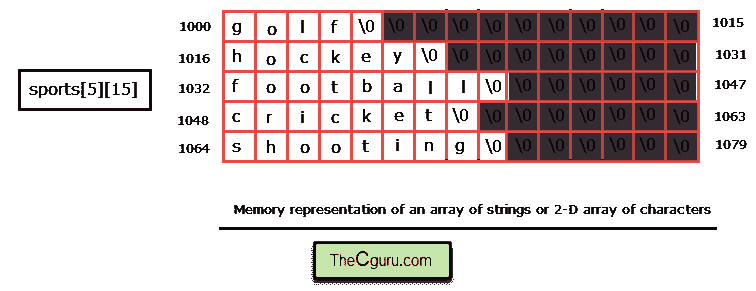 1000 g o l f \0 \0 \0 \0 \0 \0 \0 \0 \0 \0 \0 1015
1016 h o c k e y \0 \0 \0 \0 \0 \0 \0 \0 \0 1031
sports[5][15] 1032 f o o t b a l l \0 \0 \0 \0 \0 \0 \0 1047
1048 c r i c k e t \0 \0 \0 \0 \0 \0 \0 \0 1063
1064 s h o o t i n g \0 \0 \0 \0 \0 \0 \0 1079
Memory representation of an array of strings or 2-D array of characters
TheCguru.com